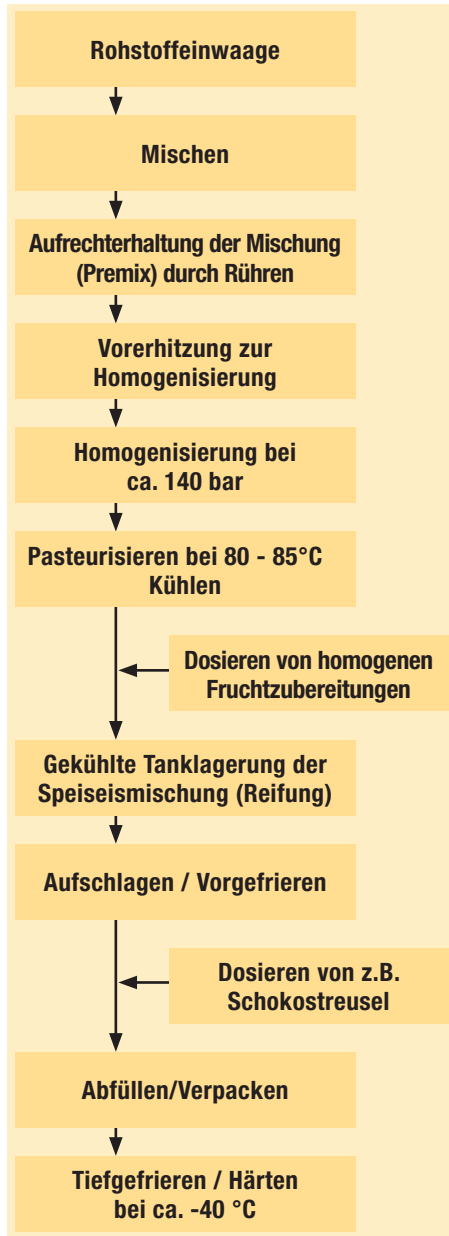 Rohstoffeinwaage
Mischen
Aufrechterhaltung der Mischung
(Premix) durch Rühren
Vorerhitzung zur
Homogenisierung
Homogenisierung bei
ca. 140 bar
Pasteurisieren bei 80 - 85°C
Kühlen
Dosieren von homogenen
Fruchtzubereitungen
Gekühlte Tanklagerung der
Speiseismischung (Reifung)
Aufschlagen / Vorgefrieren
Dosieren von z.B.
Schokostreusel
Abfüllen/Verpacken
Tiefgefrieren / Härten
bei ca. -40 °C